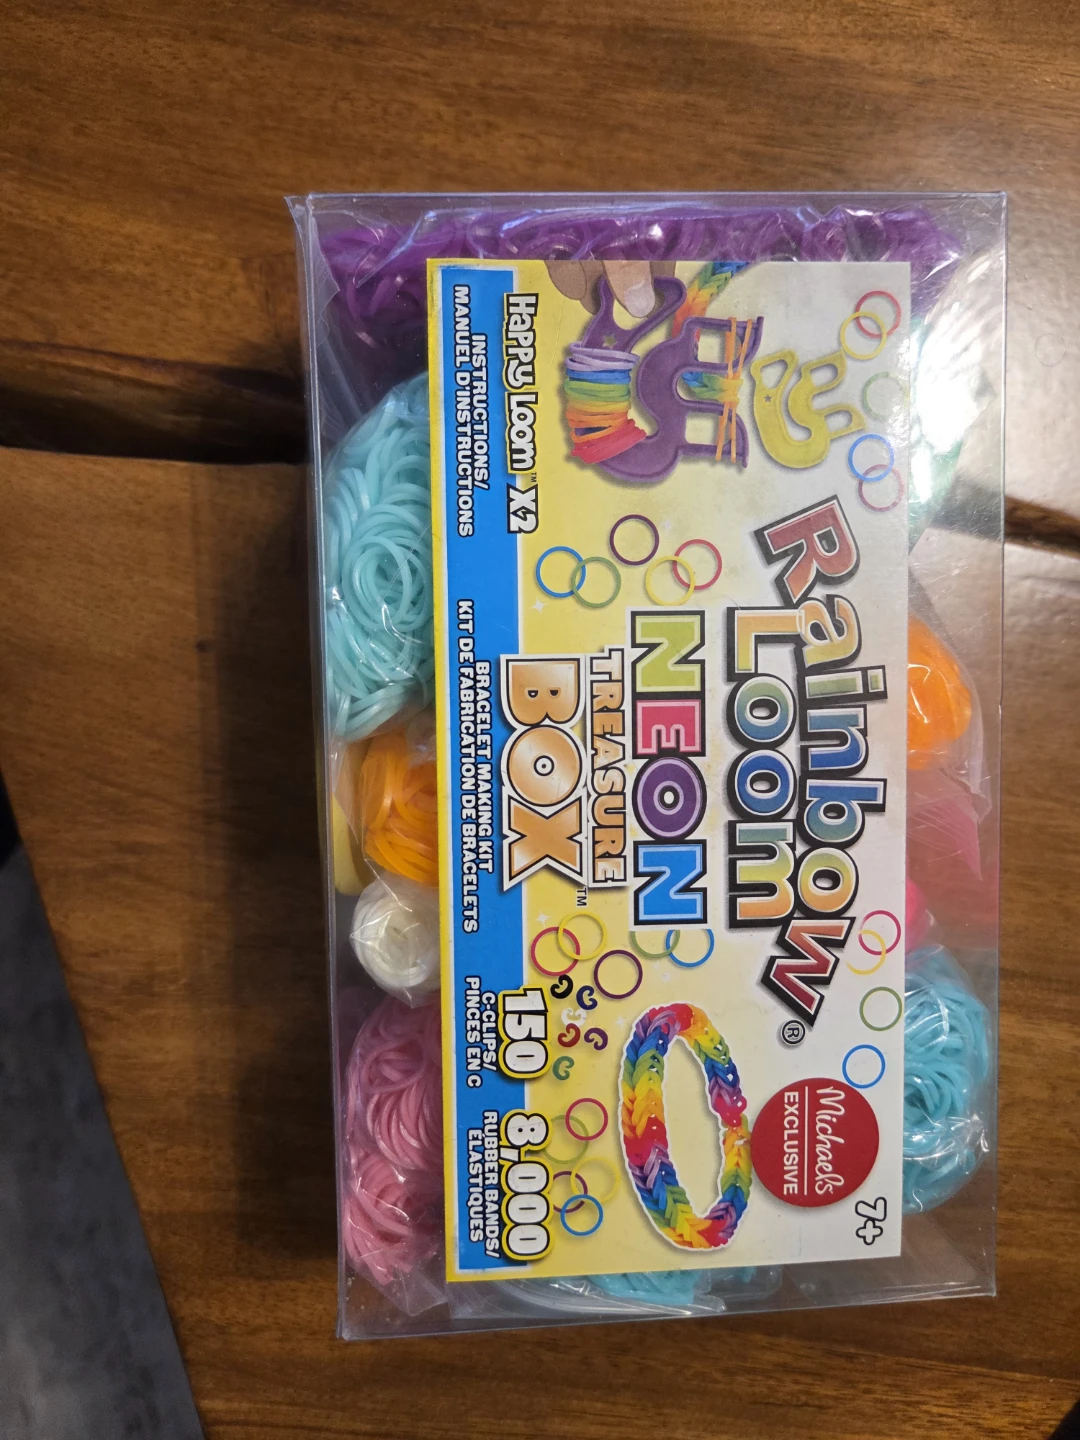 Rainbow
Loom®
NEON
TREASURE
BOX™
Michaels
EXCLUSIVE
7+
Happy Loom™ X2
INSTRUCTIONS/
MANUEL D'INSTRUCTIONS
BRACELET MAKING KIT
KIT DE FABRICATION DE BRACELETS
150
C-CLIPS/
PINCES EN C
8,000
RUBBER BANDS/
ÉLASTIQUES